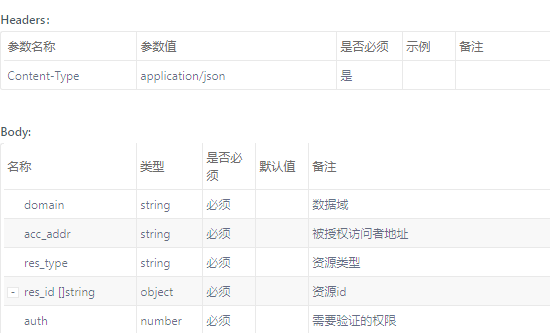 Headers:
参数名称 参数值 是否必须 示例 备注
Content-Type application/json 是
Body:
名称 类型 是否必须 默认值 备注
domain string 必须 数据域
acc_addr string 必须 被授权访问者地址
res_type string 必须 资源类型
- res_id []string object 必须 资源id
auth number 必须 需要验证的权限